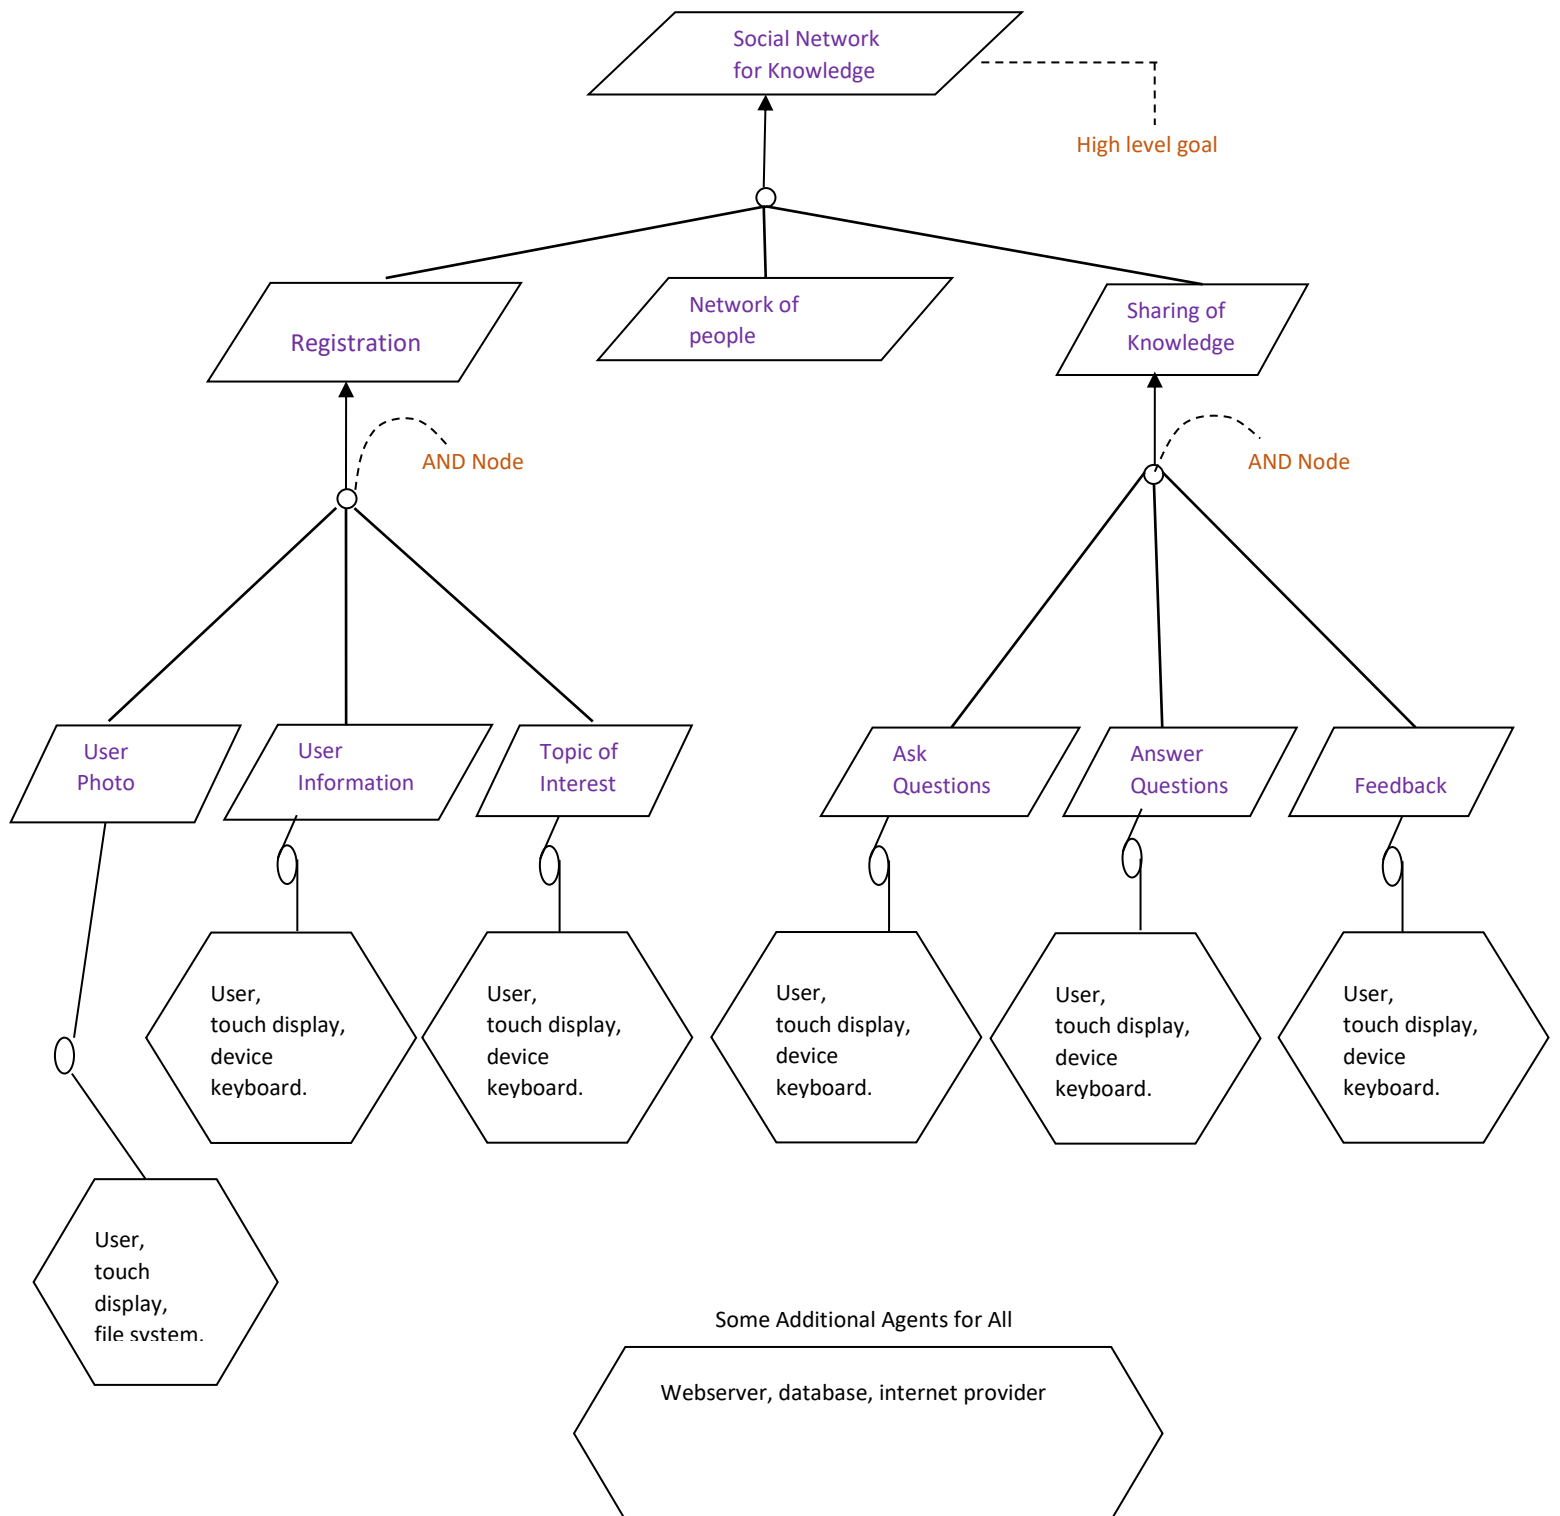 Social Network
for Knowledge
High level goal
Registration
Network of
people
Sharing of
Knowledge
AND Node
AND Node
User
Photo
User
Information
Topic of
Interest
Ask
Questions
Answer
Questions
Feedback
User,
touch display,
device
keyboard.
User,
touch display,
device
keyboard.
User,
touch display,
device
keyboard.
User,
touch display,
device
keyboard.
User,
touch display,
device
keyboard.
User,
touch
display,
file system.
Some Additional Agents for All
Webserver, database, internet provider